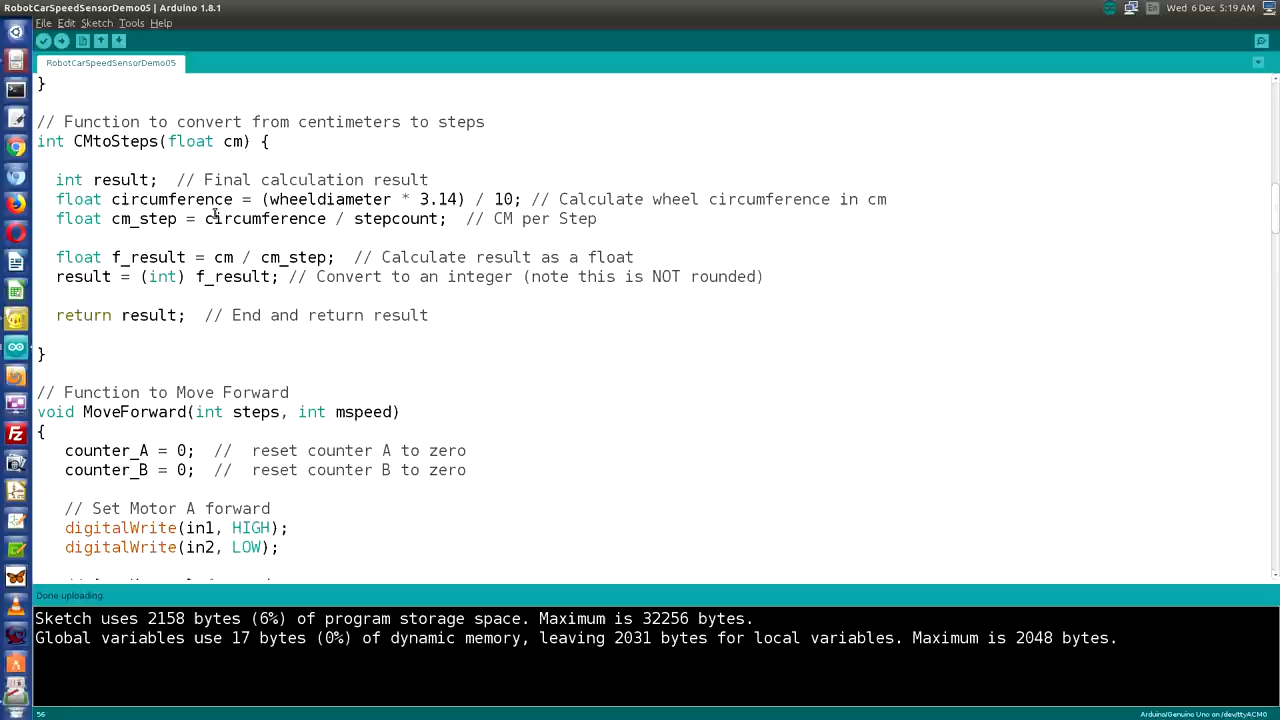 RobotCarSpeedSensorDemo05 | Arduino 1.8.1
En Wed 6 Dec, 5:19 AM
File Edit Sketch Tools Help
RobotCarSpeedSensorDemo05
}
// Function to convert from centimeters to steps
int CMtoSteps(float cm) {
int result;  // Final calculation result
float circumference = (wheeldiameter * 3.14) / 10; // Calculate wheel circumference in cm
float cm_step = circumference / stepcount;  // CM per Step
float f_result = cm / cm_step;  // Calculate result as a float
result = (int) f_result; // Convert to an integer (note this is NOT rounded)
return result;  // End and return result
}
// Function to Move Forward
void MoveForward(int steps, int mspeed)
{
counter_A = 0;  //  reset counter A to zero
counter_B = 0;  //  reset counter B to zero
// Set Motor A forward
digitalWrite(in1, HIGH);
digitalWrite(in2, LOW);
Done uploading.
Sketch uses 2158 bytes (6%) of program storage space. Maximum is 32256 bytes.
Global variables use 17 bytes (0%) of dynamic memory, leaving 2031 bytes for local variables. Maximum is 2048 bytes.
56
Arduino/Genuino Uno on /dev/ttyACM0